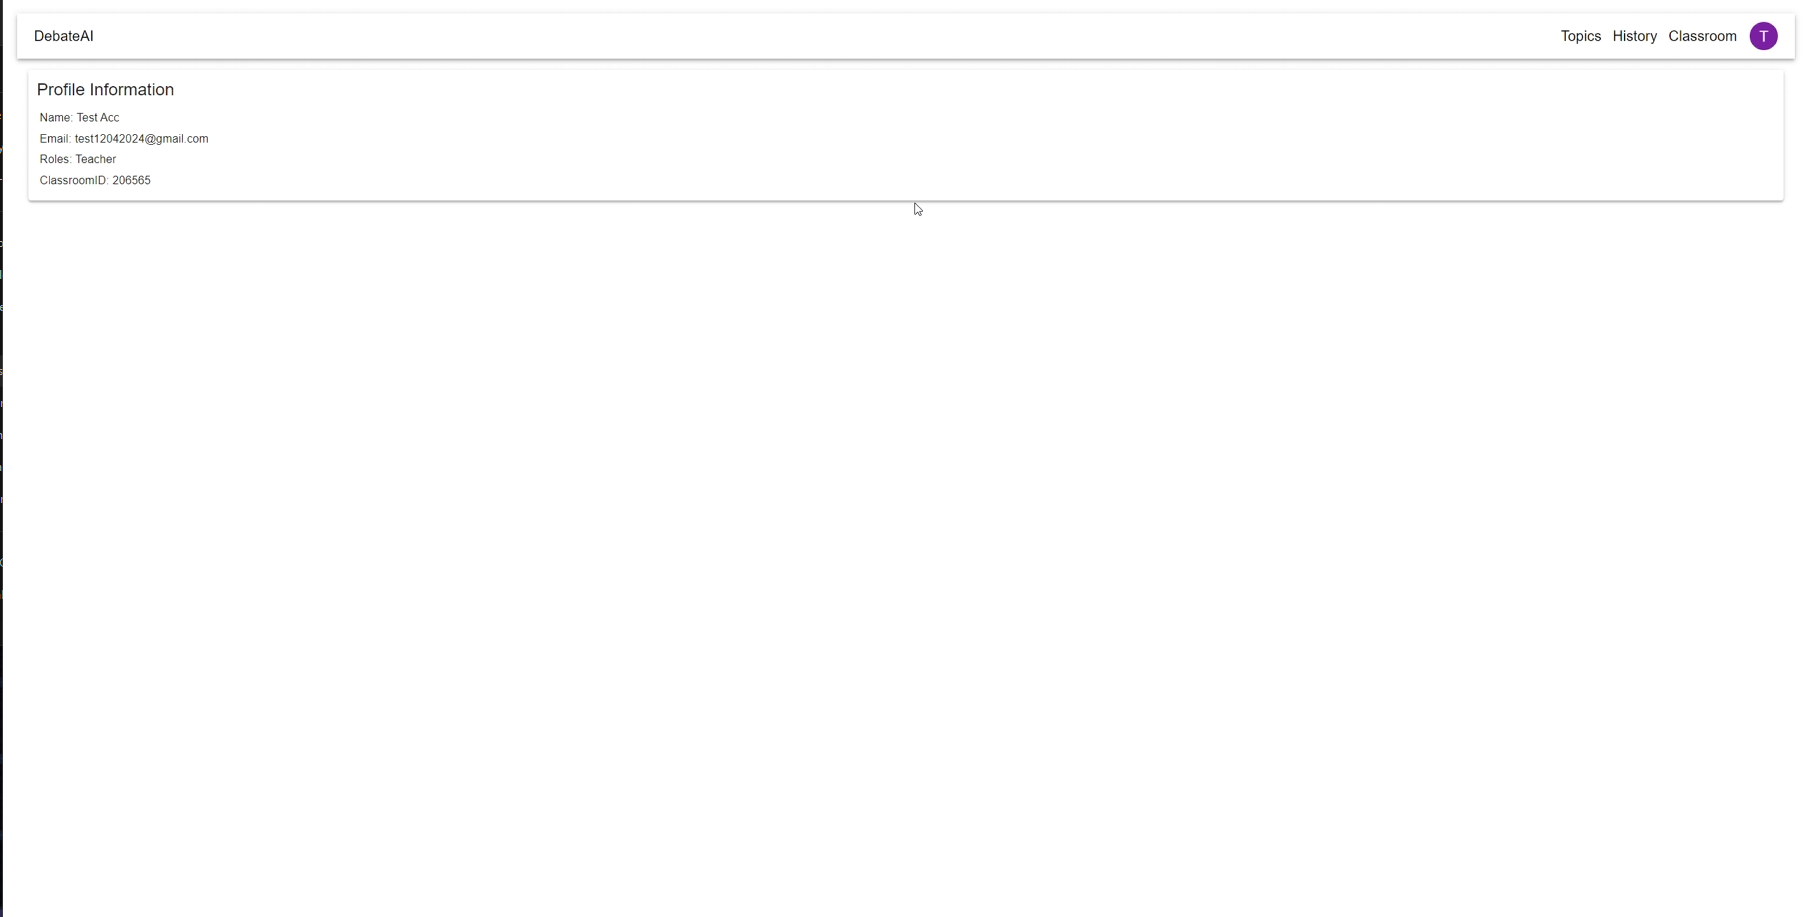 DebateAI
Topics History Classroom T
Profile Information
Name: Test Acc
Email: test12042024@gmail.com
Roles: Teacher
ClassroomID: 206565